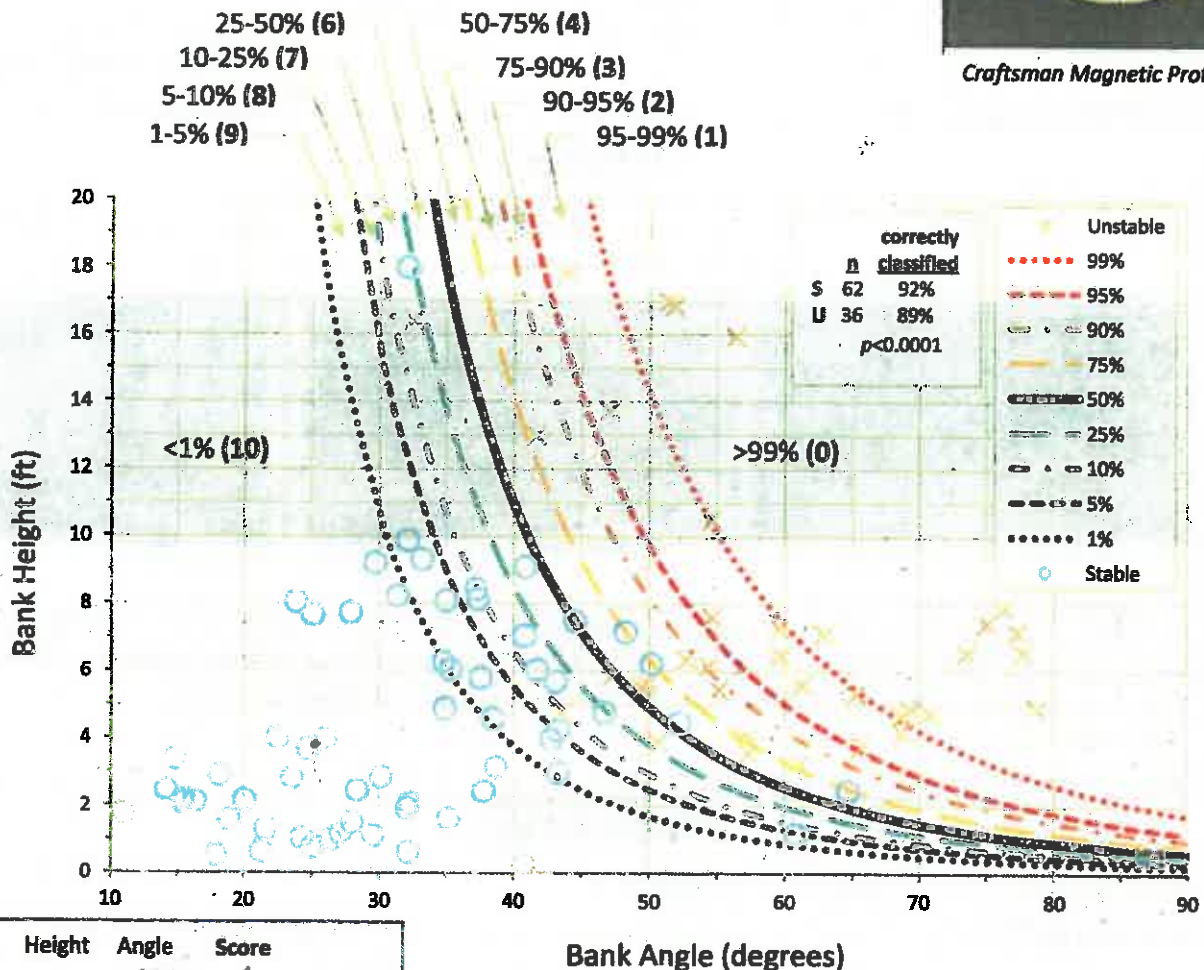 25-50% (6)
50-75% (4)
10-25% (7)
75-90% (3)
5-10% (8)
90-95% (2)
1-5% (9)
95-99% (1)
Craftsman Magnetic
20
18
16
14
12
10
8
6
4
2
0
Bank Height (ft)
<1% (10)
>99% (0)
correctly
n classified
S 62 92%
U 36 89%
p<0.0001
Unstable
99%
95%
90%
75%
50%
25%
10%
5%
1%
Stable
10 20 30 40 50 60 70 80 90
Bank Angle (degrees)
Height Angle Score